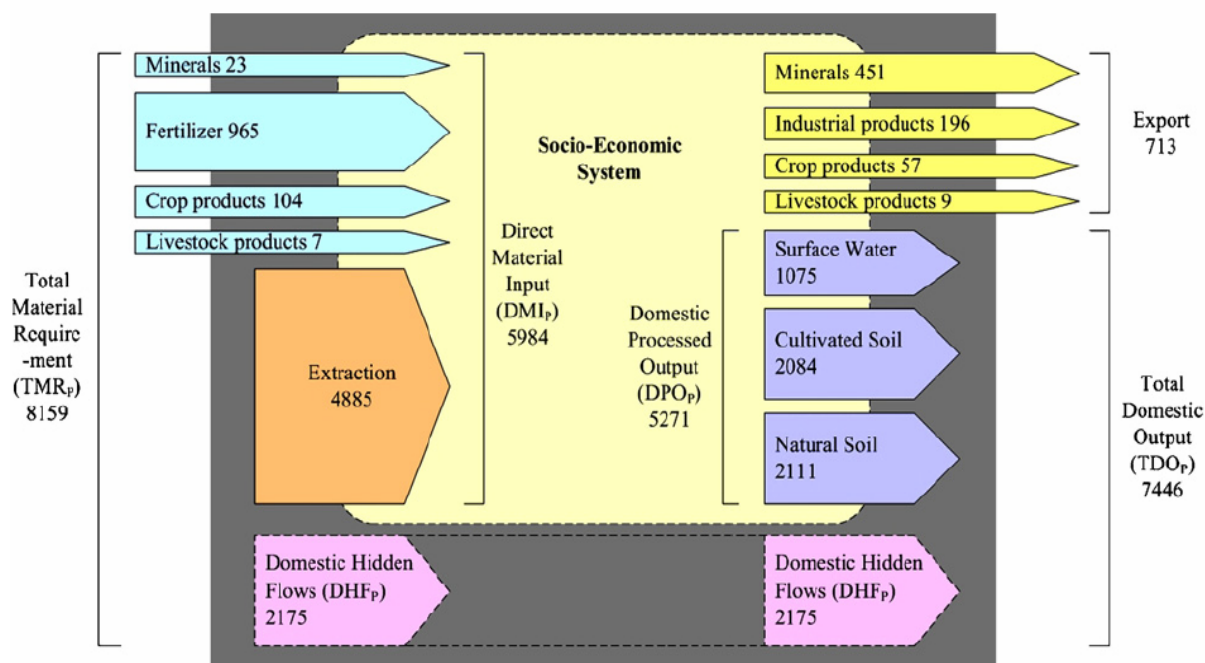 Total
Material
Require
-ment
(TMRP)
8159
Minerals 23
Fertilizer 965
Crop products 104
Livestock products 7
Extraction
4885
Domestic Hidden
Flows (DHFP)
2175
Direct
Material
Input
(DMIP)
5984
Socio-Economic
System
Domestic
Processed
Output
(DPOP)
5271
Minerals 451
Industrial products 196
Crop products 57
Livestock products 9
Surface Water
1075
Cultivated Soil
2084
Natural Soil
2111
Domestic Hidden
Flows (DHFP)
2175
Export
713
Total
Domestic
Output
(TDOP)
7446